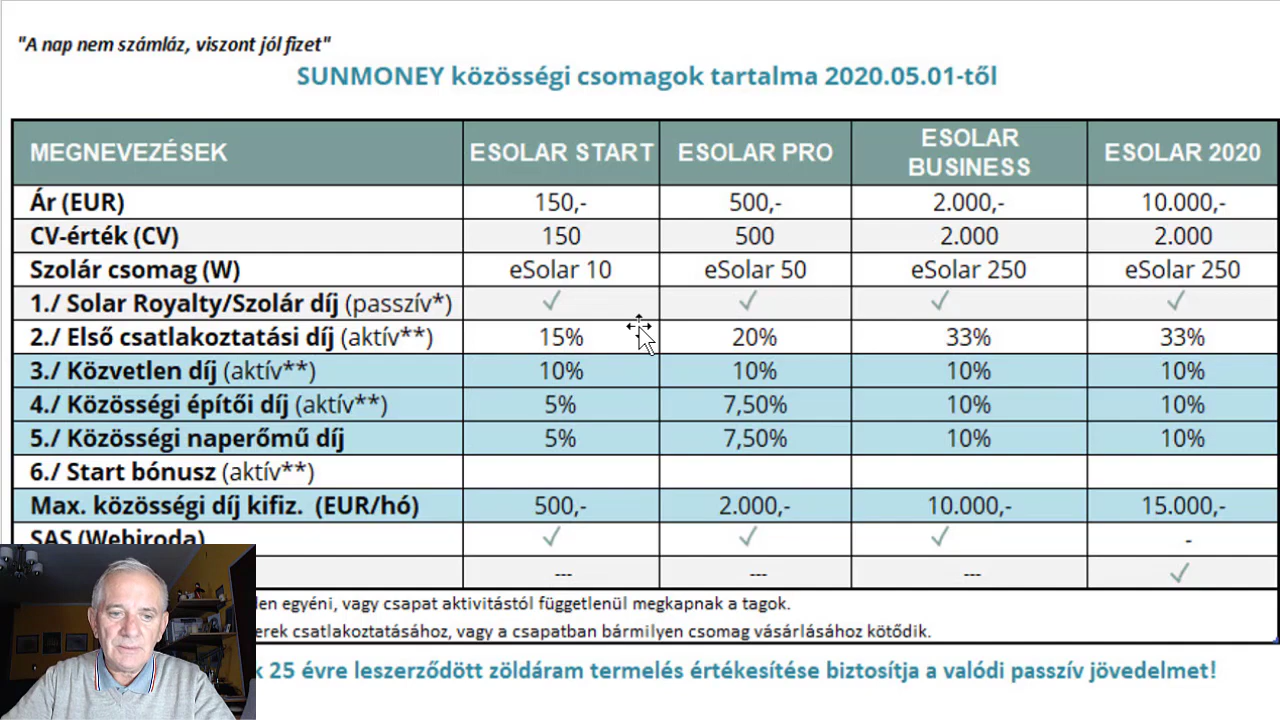 "A nap nem számláz, viszont jól fizet"
SUNMONEY közösségi csomagok tartalma 2020.05.01-től
MEGNEVEZÉSEK ESOLAR START ESOLAR PRO ESOLAR BUSINESS ESOLAR 2020
Ár (EUR) 150,- 500,- 2.000,- 10.000,-
CV-érték (CV) 150 500 2.000 2.000
Szolár csomag (W) eSolar 10 eSolar 50 eSolar 250 eSolar 250
1./ Solar Royalty/Szolár díj (passzív*) ✓ ✓ ✓ ✓
2./ Első csatlakoztatási díj (aktív**) 15% 20% 33% 33%
3./ Közvetlen díj (aktív**) 10% 10% 10% 10%
4./ Közösségi építői díj (aktív**) 5% 7,50% 10% 10%
5./ Közösségi naperőmű díj 5% 7,50% 10% 10%
6./ Start bónusz (aktív**)
Max. közösségi díj kifiz. (EUR/hó) 500,- 2.000,- 10.000,- 15.000,-
SAS (Webiroda) ✓ ✓ ✓ -
--- --- --- ✓
egyéni, vagy csapat aktivitástól függetlenül megkapnak a tagok.
csatlakoztatásához, vagy a csapatban bármilyen csomag vásárlásához kötődik.
25 évre leszerződött zöldáram termelés értékesítése biztosítja a valódi passzív jövedelmet!